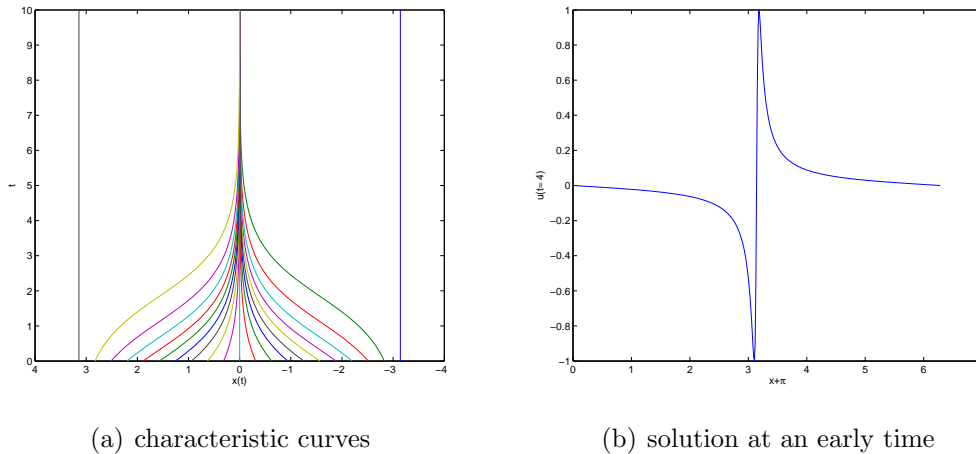 10
9
8
7
6
5
4
3
2
1
0
t
4 3 2 1 0 −1 −2 −3 −4
x(t)
(a) characteristic curves
1
0.8
0.6
0.4
0.2
0
−0.2
−0.4
−0.6
−0.8
−1
u(t=4)
0 1 2 3 4 5 6
x+π
(b) solution at an early time